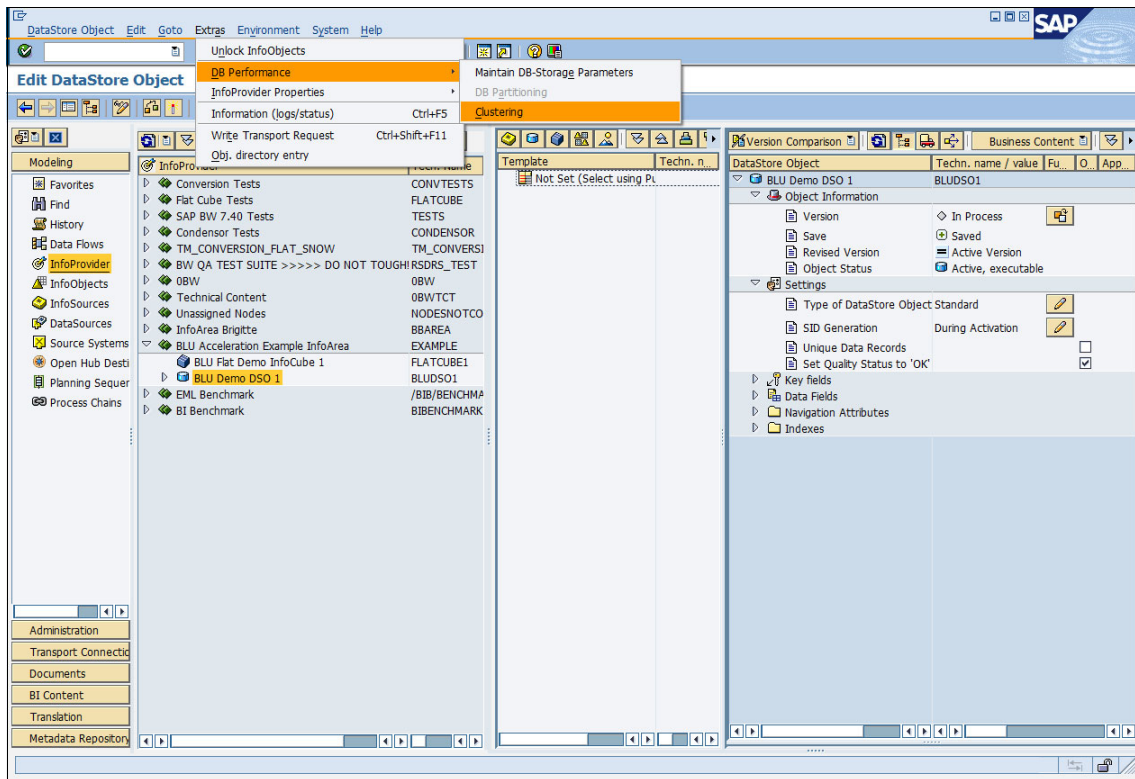 DataStore Object Edit Goto Extras Environment System Help
SAP
Unlock InfoObjects
DB Performance
InfoProvider Properties
Information (logs/status) Ctrl+F5
Write Transport Request Ctrl+Shift+F11
Obj. directory entry
Maintain DB-Storage Parameters
DB Partitioning
Clustering
Edit DataStore Object
Modeling
Favorites
Find
History
Data Flows
InfoProvider
InfoObjects
InfoSources
DataSources
Source Systems
Open Hub Desti
Planning Sequer
Process Chains
Administration
Transport Connectio
Documents
BI Content
Translation
Metadata Repository
InfoProvider Techn. Name
Conversion Tests CONVTESTS
Flat Cube Tests FLATCUBE
SAP BW 7.40 Tests TESTS
Condensor Tests CONDENSOR
TM_CONVERSION_FLAT_SNOW TM_CONVERSI
BW QA TEST SUITE >>>>> DO NOT TOUGH! RSDRS_TEST
0BW 0BW
Technical Content 0BWTCT
Unassigned Nodes NODESNOTCO
InfoArea Brigitte BBAREA
BLU Acceleration Example InfoArea EXAMPLE
BLU Flat Demo InfoCube 1 FLATCUBE1
BLU Demo DSO 1 BLUDSO1
EML Benchmark /BIB/BENCHMA
BI Benchmark BIBENCHMARK
Template Techn. n...
Not Set (Select using Pu
Version Comparison Business Content
DataStore Object Techn. name / value Fu... O... App...
BLU Demo DSO 1 BLUDSO1
Object Information
Version In Process
Save Saved
Revised Version Active Version
Object Status Active, executable
Settings
Type of DataStore Object Standard
SID Generation During Activation
Unique Data Records
Set Quality Status to 'OK'
Key fields
Data Fields
Navigation Attributes
Indexes